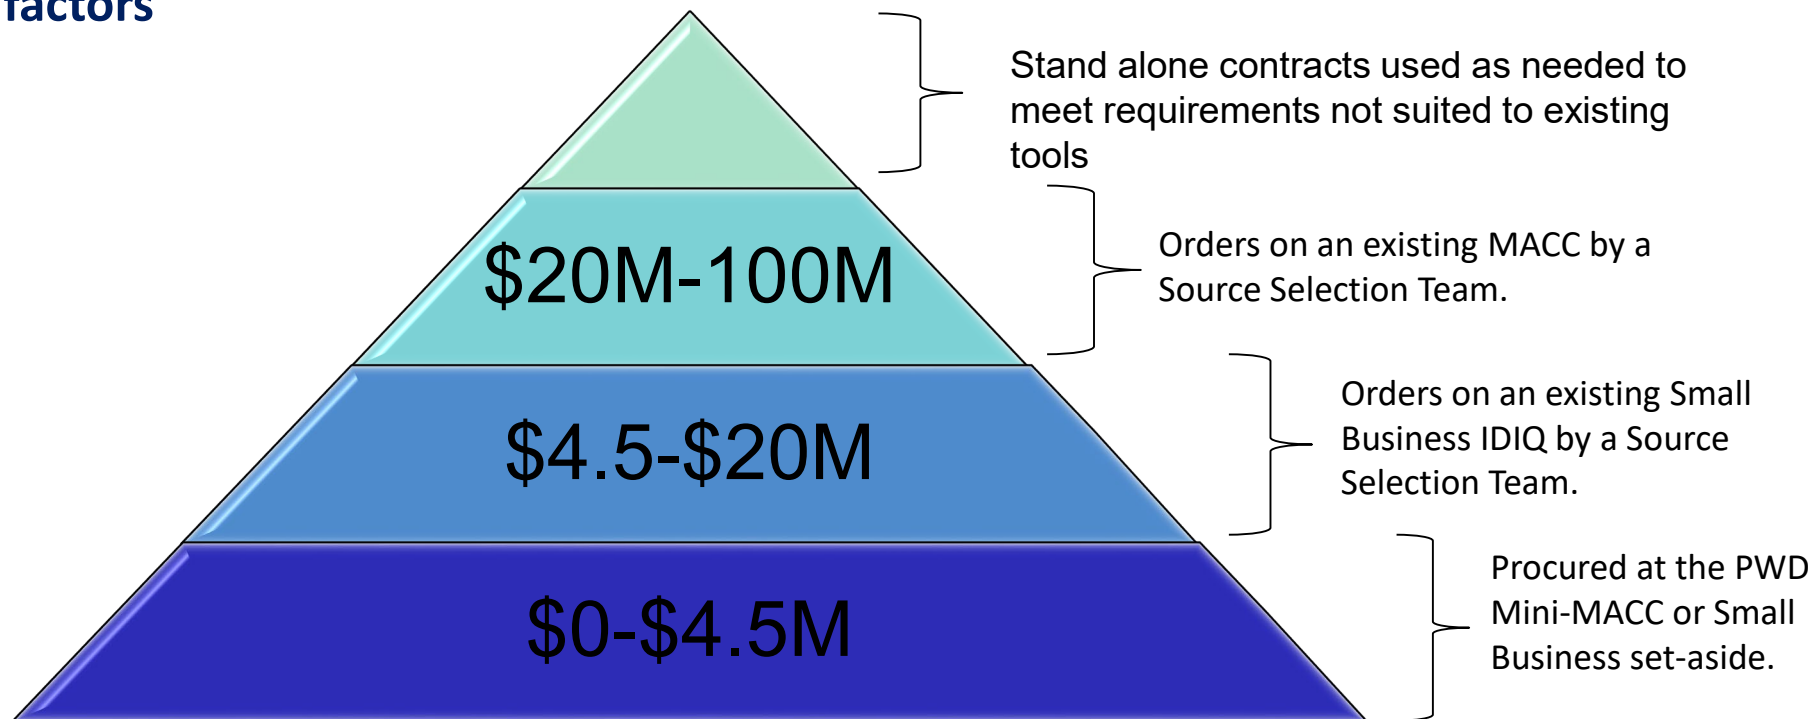 factors
Stand alone contracts used as needed to
meet requirements not suited to existing
tools
$20M-100M
Orders on an existing MACC by a
Source Selection Team.
$4.5-$20M
Orders on an existing Small
Business IDIQ by a Source
Selection Team.
$0-$4.5M
Procured at the PWD
Mini-MACC or Small
Business set-aside.